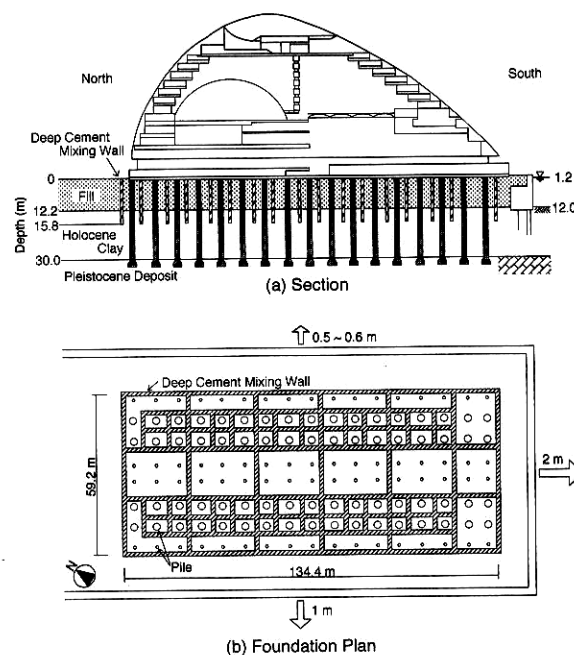 North
South
Deep Cement
Mixing Wall
0
Fill
1.2
12.2
12.0
15.8
Depth (m)
Holocene
Clay
30.0
Pleistocene Deposit
(a) Section
0.5 ~ 0.6 m
Deep Cement Mixing Wall
59.2 m
2 m
N
Pile
134.4 m
1 m
(b) Foundation Plan